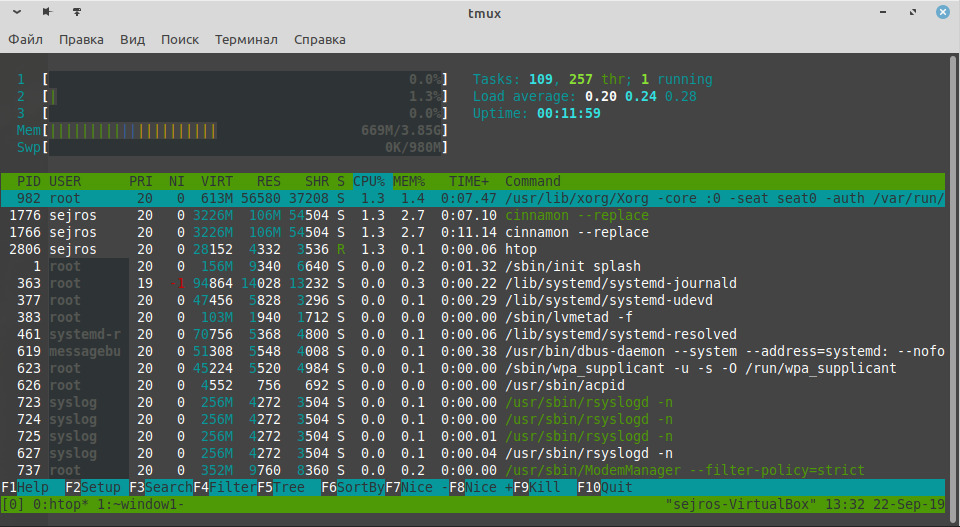 tmux
Файл Правка Вид Поиск Терминал Справка
1 [ 0.0%] Tasks: 109, 257 thr; 1 running
2 [| 1.3%] Load average: 0.20 0.24 0.28
3 [ 0.0%] Uptime: 00:11:59
Mem[|||||||||||||||||||| 669M/3.85G]
Swp[ 0K/980M]
PID USER PRI NI VIRT RES SHR S CPU% MEM% TIME+ Command
982 root 20 0 613M 56580 37208 S 1.3 1.4 0:07.47 /usr/lib/xorg/Xorg -core :0 -seat seat0 -auth /var/run/
1776 sejros 20 0 3226M 106M 54504 S 1.3 2.7 0:07.10 cinnamon --replace
1766 sejros 20 0 3226M 106M 54504 S 1.3 2.7 0:11.14 cinnamon --replace
2806 sejros 20 0 28152 4332 3536 R 1.3 0.1 0:00.06 htop
1 root 20 0 156M 9340 6640 S 0.0 0.2 0:01.32 /sbin/init splash
363 root 19 -1 94864 14028 13232 S 0.0 0.3 0:00.22 /lib/systemd/systemd-journald
377 root 20 0 47456 5828 3296 S 0.0 0.1 0:00.29 /lib/systemd/systemd-udevd
383 root 20 0 103M 1940 1712 S 0.0 0.0 0:00.00 /sbin/lvmetad -f
461 systemd-r 20 0 70756 5368 4800 S 0.0 0.1 0:00.06 /lib/systemd/systemd-resolved
619 messagebu 20 0 51308 5548 4008 S 0.0 0.1 0:00.38 /usr/bin/dbus-daemon --system --address=systemd: --nofo
623 root 20 0 45224 5520 4984 S 0.0 0.1 0:00.00 /sbin/wpa_supplicant -u -s -O /run/wpa_supplicant
626 root 20 0 4552 756 692 S 0.0 0.0 0:00.00 /usr/sbin/acpid
723 syslog 20 0 256M 4272 3504 S 0.0 0.1 0:00.00 /usr/sbin/rsyslogd -n
724 syslog 20 0 256M 4272 3504 S 0.0 0.1 0:00.00 /usr/sbin/rsyslogd -n
725 syslog 20 0 256M 4272 3504 S 0.0 0.1 0:00.01 /usr/sbin/rsyslogd -n
627 syslog 20 0 256M 4272 3504 S 0.0 0.1 0:00.04 /usr/sbin/rsyslogd -n
737 root 20 0 352M 9760 8360 S 0.0 0.2 0:00.00 /usr/sbin/ModemManager --filter-policy=strict
F1Help F2Setup F3SearchF4FilterF5Tree F6SortByF7Nice -F8Nice +F9Kill F10Quit
[0] 0:htop* 1:~window1- "sejros-VirtualBox" 13:32 22-Sep-19